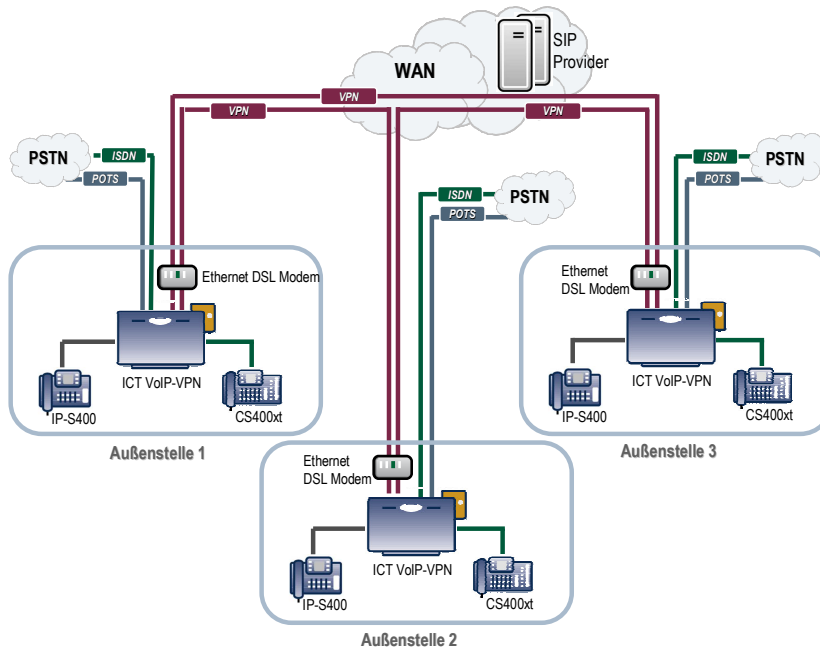 SIP
Provider
WAN
VPN
VPN
VPN
PSTN
ISDN
POTS
ISDN
POTS
PSTN
ISDN
POTS
PSTN
Ethernet DSL Modem
ICT VoIP-VPN
IP-S400
CS400xt
Außenstelle 1
Ethernet
DSL Modem
ICT VoIP-VPN
IP-S400
CS400xt
Außenstelle 3
Ethernet
DSL Modem
ICT VoIP-VPN
IP-S400
CS400xt
Außenstelle 2